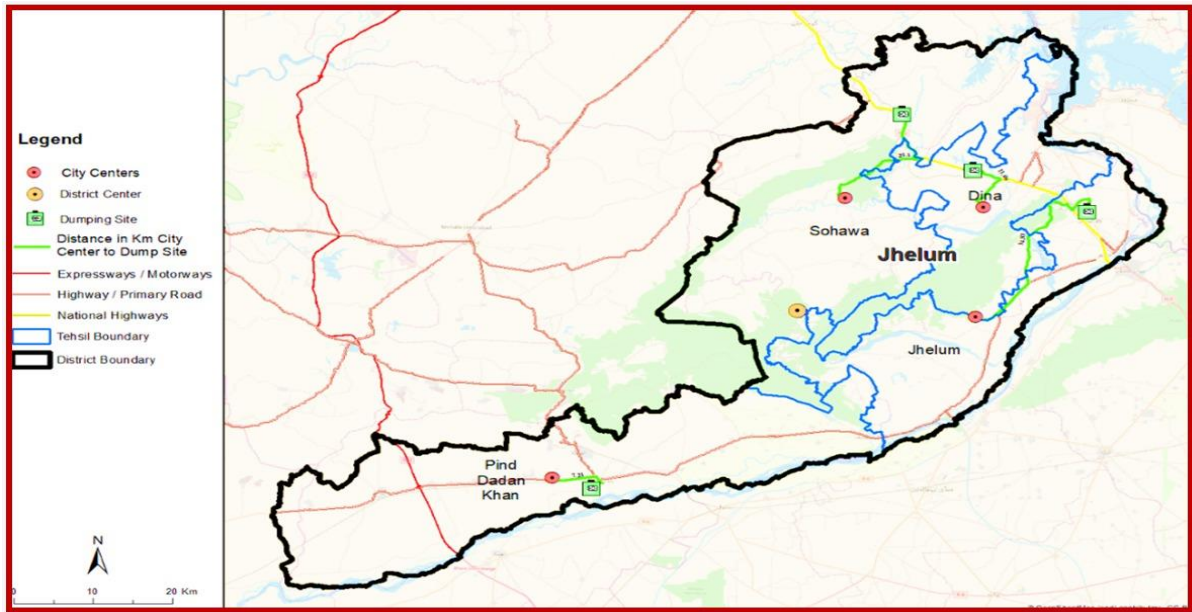 Legend
City Centers
District Center
Dumping Site
Distance in Km City
Center to Dump Site
Expressways / Motorways
Highway / Primary Road
National Highways
Tehsil Boundary
District Boundary
N
0 10 20 Km
Dina
Sohawa
Jhelum
Jhelum
Pind
Dadan
Khan